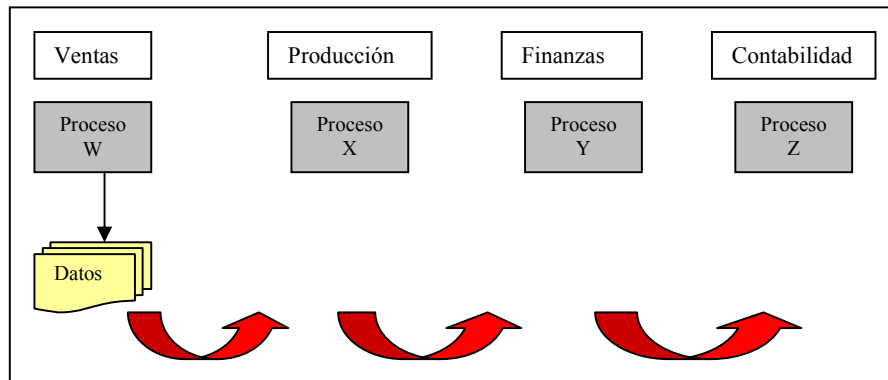 Ventas
Producción
Finanzas
Contabilidad
Proceso
W
Proceso
X
Proceso
Y
Proceso
Z
Datos